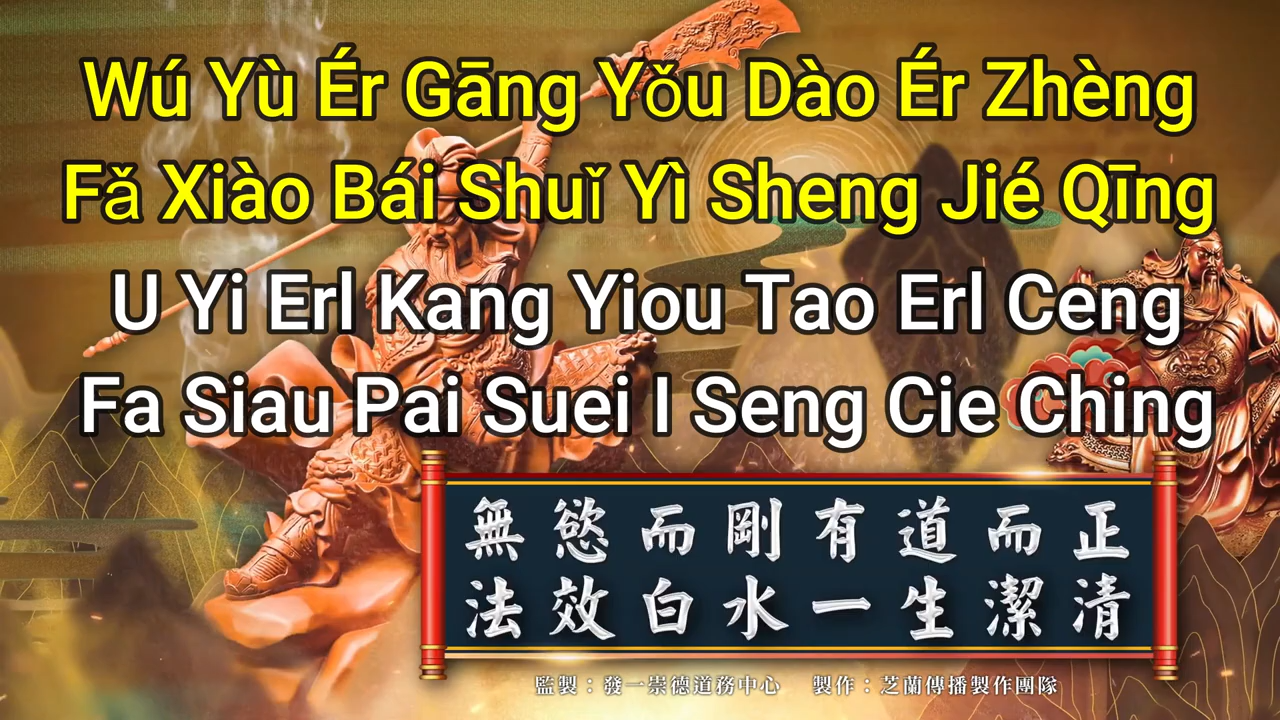 Wú Yù Ér Gāng Yǒu Dào Ér Zhèng
Fǎ Xiào Bái Shuǐ Yì Sheng Jié Qīng
U Yi Erl Kang Yiou Tao Erl Ceng
Fa Siau Pai Suei I Seng Cie Ching
無慾而剛有道而正
法效白水一生潔清
監製：發一崇德道務中心 製作：芝蘭傳播製作團隊